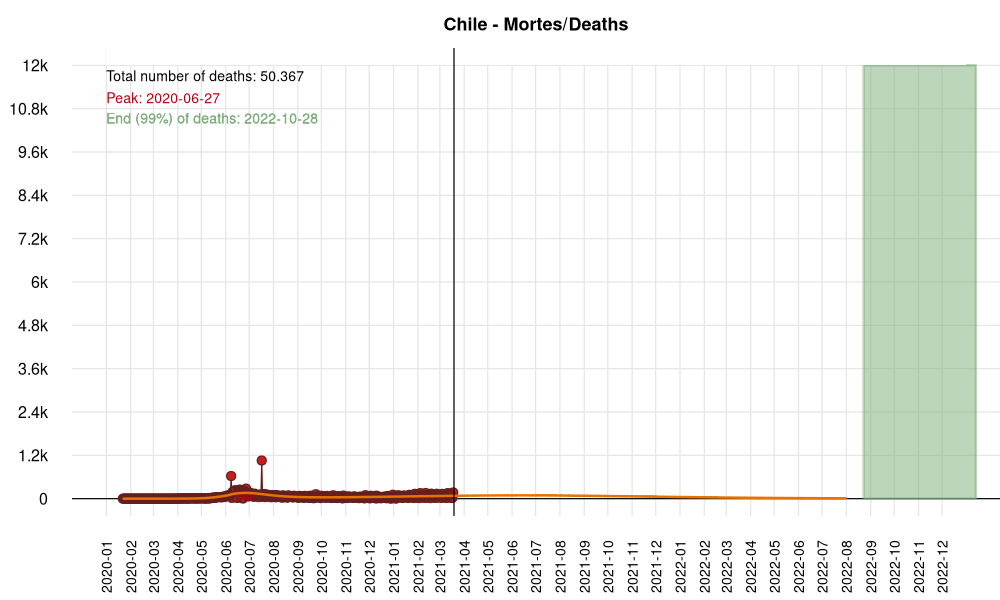 Chile - Mortes/Deaths
Total number of deaths: 50.367
Peak: 2020-06-27
End (99%) of deaths: 2022-10-28
12k
10.8k
9.6k
8.4k
7.2k
6k
4.8k
3.6k
2.4k
1.2k
0
2020-01
2020-02
2020-03
2020-04
2020-05
2020-06
2020-07
2020-08
2020-09
2020-10
2020-11
2020-12
2021-01
2021-02
2021-03
2021-04
2021-05
2021-06
2021-07
2021-08
2021-09
2021-10
2021-11
2021-12
2022-01
2022-02
2022-03
2022-04
2022-05
2022-06
2022-07
2022-08
2022-09
2022-10
2022-11
2022-12